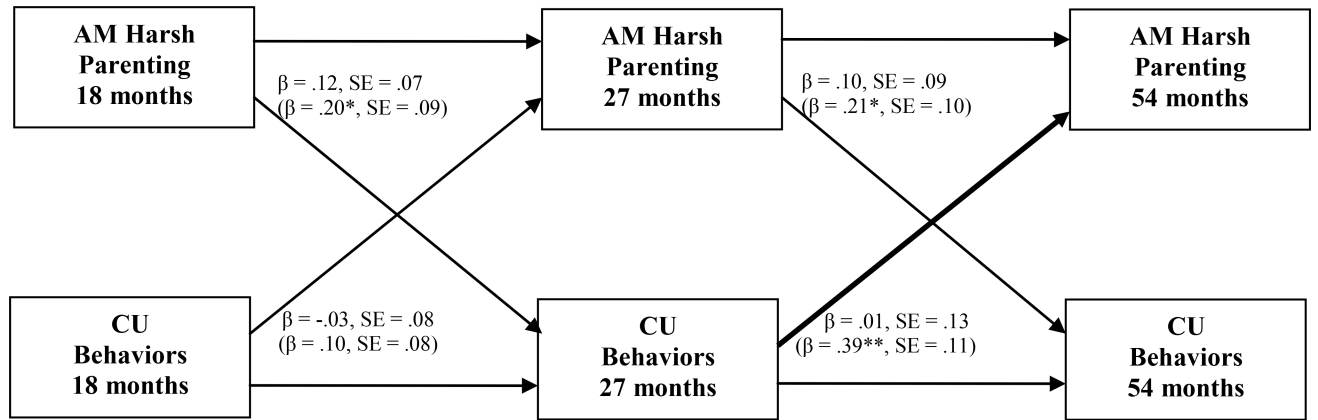 AM Harsh
Parenting
18 months
AM Harsh
Parenting
27 months
AM Harsh
Parenting
54 months
β = .12, SE = .07
(β = .20*, SE = .09)
β = .10, SE = .09
(β = .21*, SE = .10)
β = -.03, SE = .08
(β = .10, SE = .08)
β = .01, SE = .13
(β = .39**, SE = .11)
CU
Behaviors
18 months
CU
Behaviors
27 months
CU
Behaviors
54 months